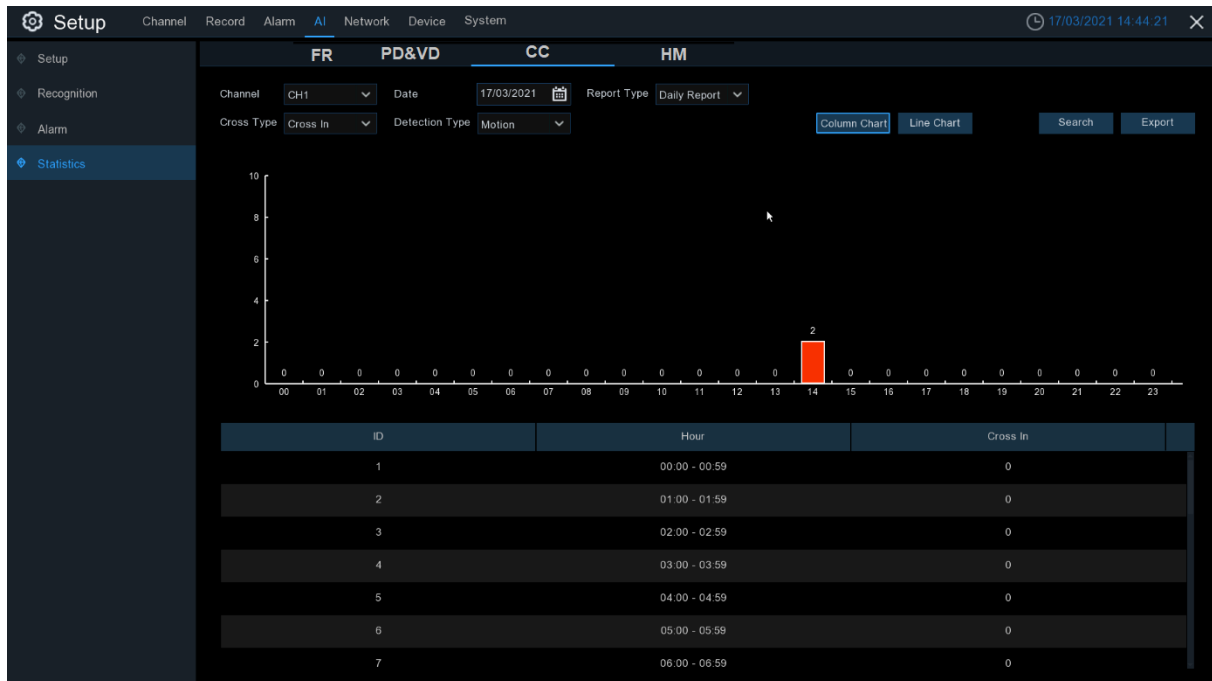 Setup Channel Record Alarm AI Network Device System 17/03/2021 14:44:21
Setup
Recognition
Alarm
Statistics
FR PD&VD CC HM
Channel CH1 Date 17/03/2021 Report Type Daily Report
Cross Type Cross In Detection Type Motion Column Chart Line Chart Search Export
10
8
6
4
2
0
0 0 0 0 0 0 0 0 0 0 0 0 0 0 2 0 0 0 0 0 0 0 0 0
00 01 02 03 04 05 06 07 08 09 10 11 12 13 14 15 16 17 18 19 20 21 22 23
ID Hour Cross In
1 00:00 - 00:59 0
2 01:00 - 01:59 0
3 02:00 - 02:59 0
4 03:00 - 03:59 0
5 04:00 - 04:59 0
6 05:00 - 05:59 0
7 06:00 - 06:59 0